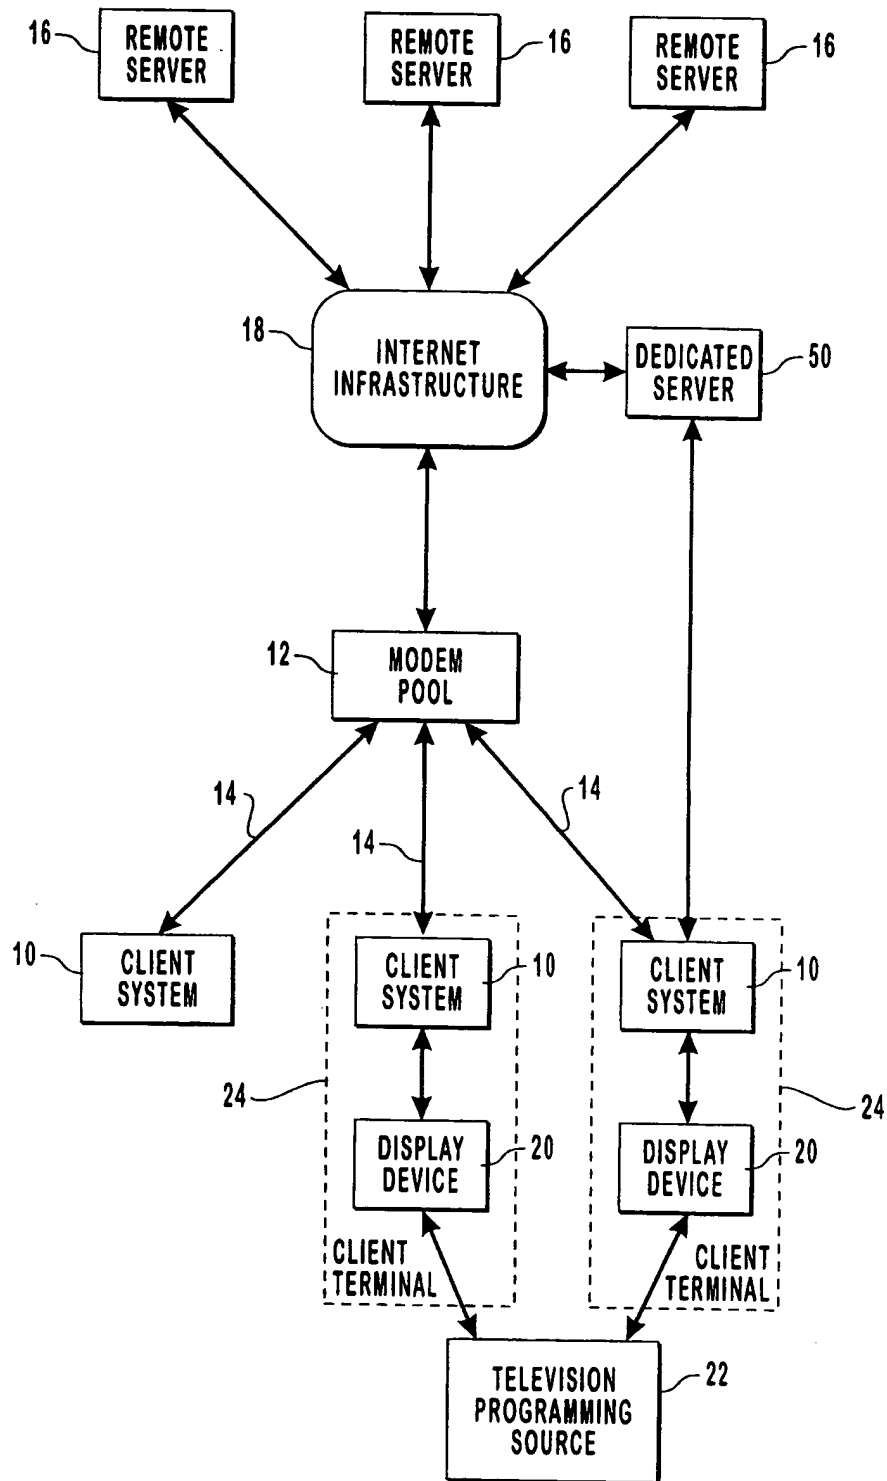 16
REMOTE
SERVER
REMOTE
SERVER
16
REMOTE
SERVER
16
18
INTERNET
INFRASTRUCTURE
DEDICATED
SERVER
50
12
MODEM
POOL
14
14
14
10
CLIENT
SYSTEM
CLIENT
SYSTEM
10
CLIENT
SYSTEM
10
24
24
DISPLAY
DEVICE
20
DISPLAY
DEVICE
20
CLIENT
TERMINAL
CLIENT
TERMINAL
TELEVISION
PROGRAMMING
SOURCE
22